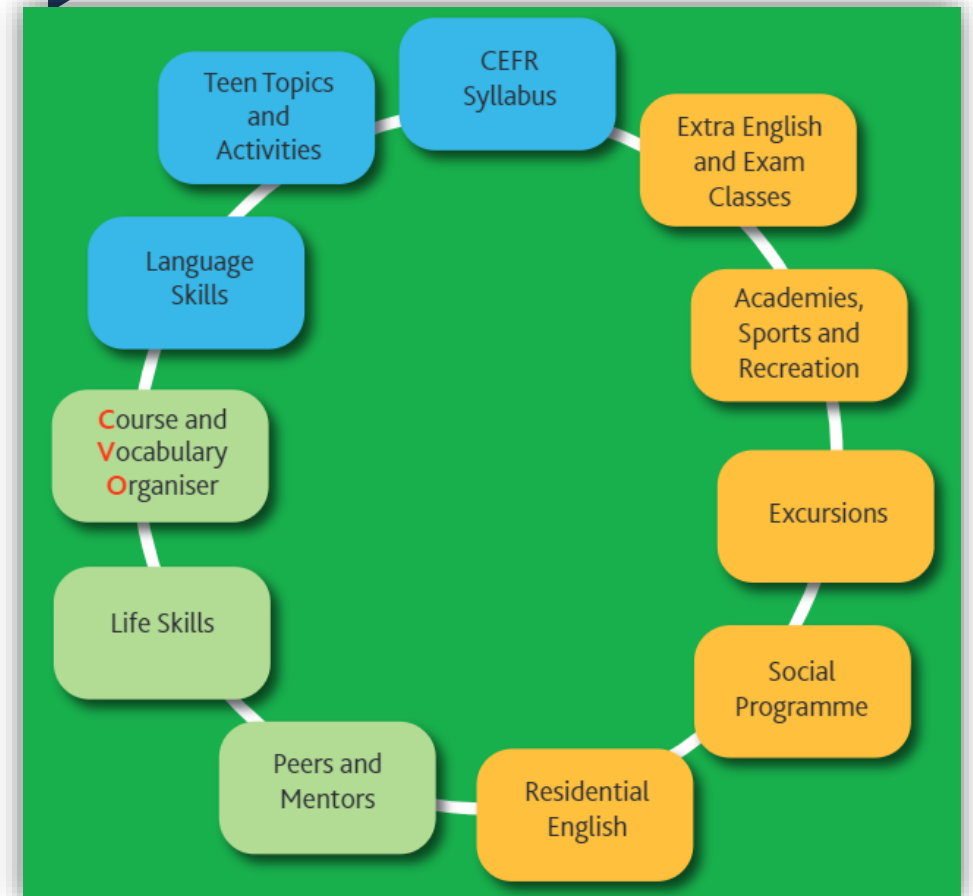 CEFR
Syllabus
Extra English
and Exam
Classes
Academies,
Sports and
Recreation
Excursions
Social
Programme
Residential
English
Peers and
Mentors
Life Skills
Course and
Vocabulary
Organiser
Language
Skills
Teen Topics
and
Activities